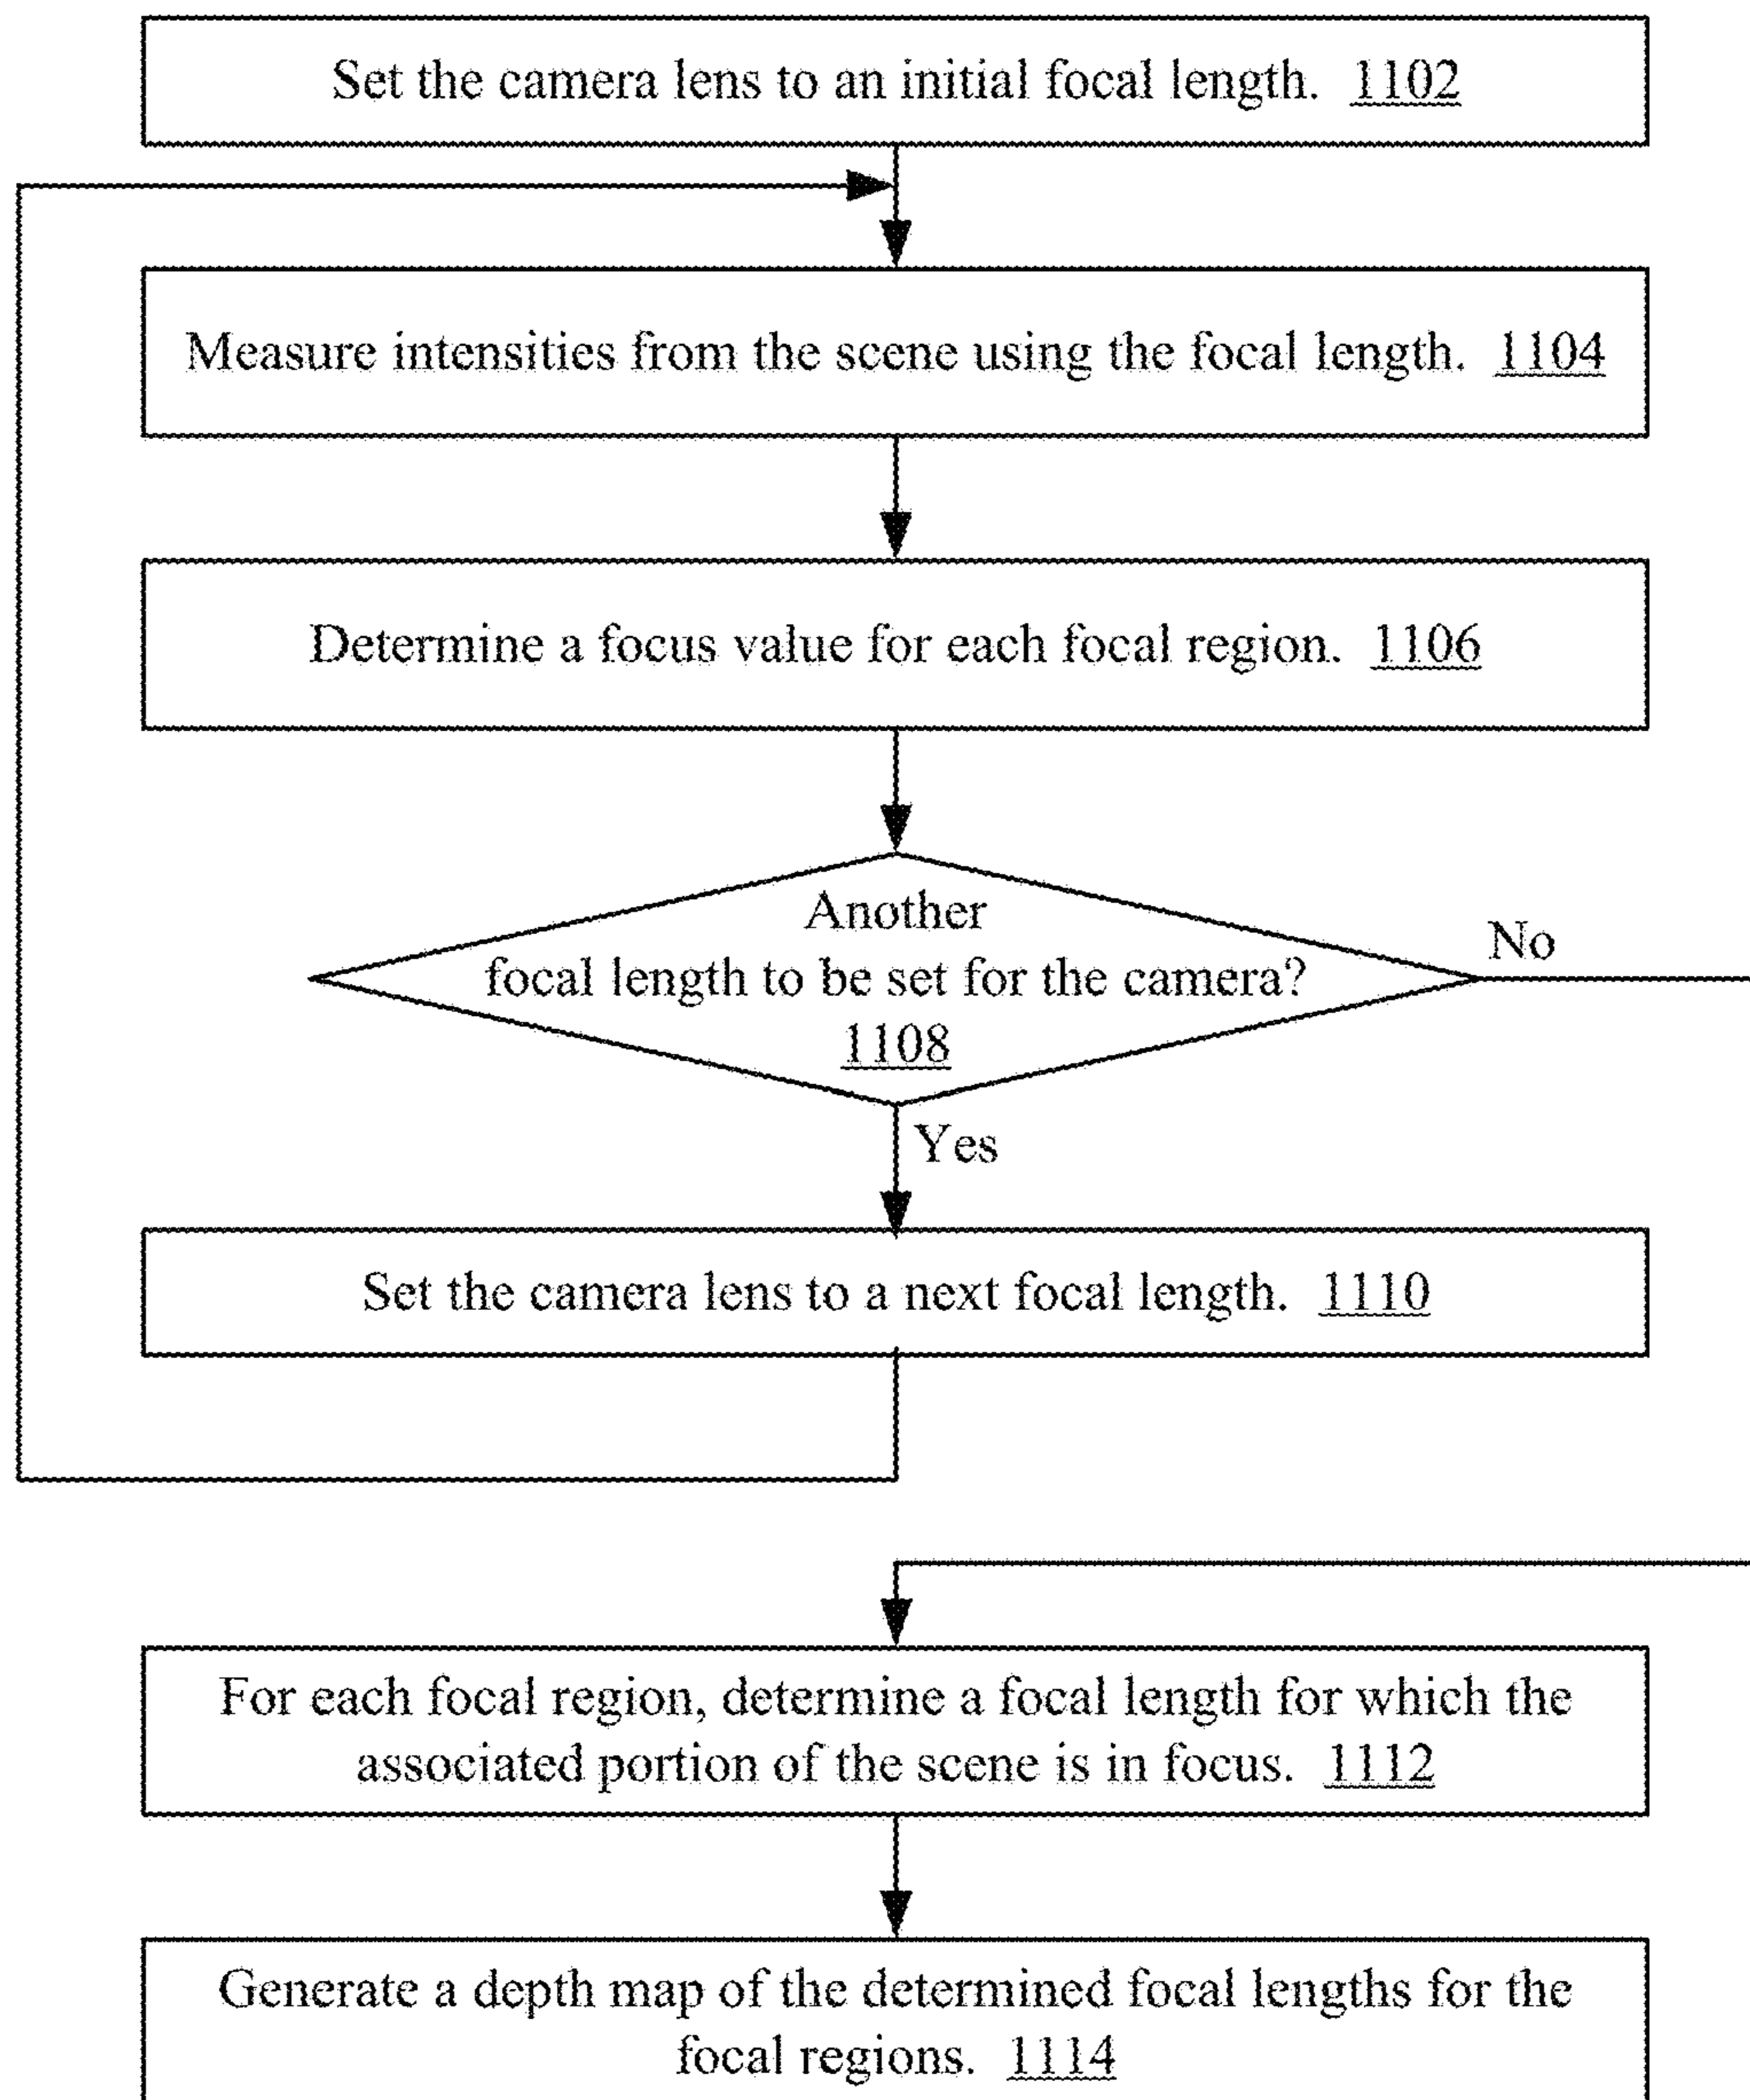 Set the camera lens to an initial focal length. 1102
Measure intensities from the scene using the focal length. 1104
Determine a focus value for each focal region. 1106
Another
focal length to be set for the camera?
1108
No
Yes
Set the camera lens to a next focal length. 1110
For each focal region, determine a focal length for which the
associated portion of the scene is in focus. 1112
Generate a depth map of the determined focal lengths for the
focal regions. 1114